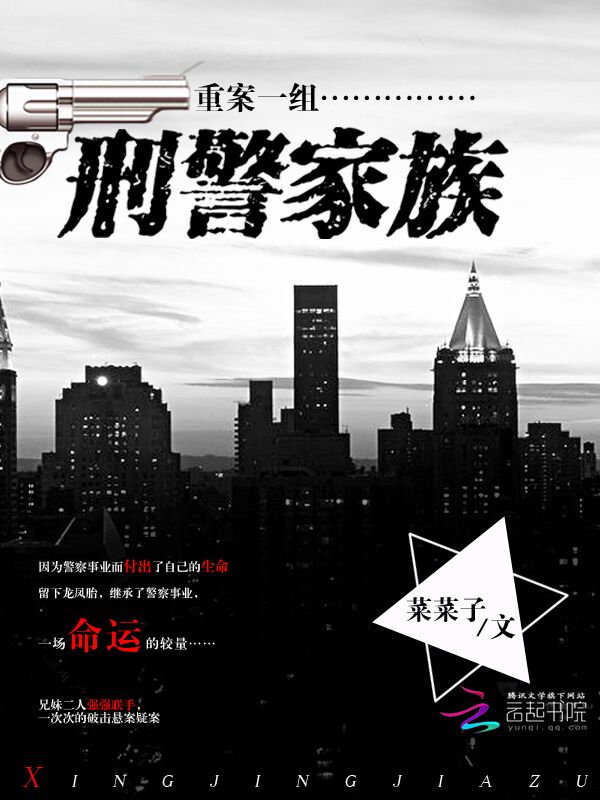 重案一组……………
刑警家族
因为警察事业而付出了自己的生命
留下龙凤胎，继承了警察事业，
一场命运的较量……
兄妹二人强强联手，
一次次的破击悬案疑案
菜菜子/文
腾讯文学旗下网站
云起书院
yunqi.qq.com
XINGJINGJIAZU